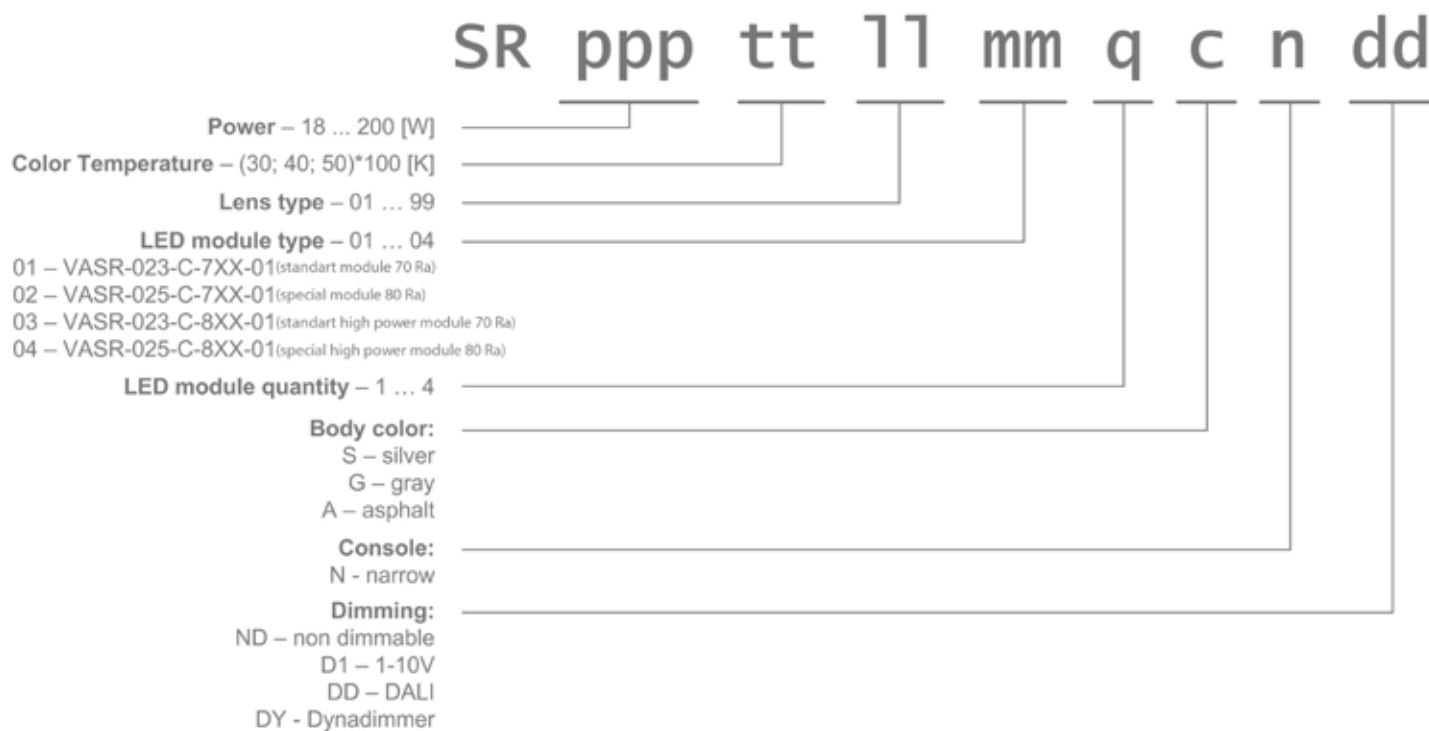 SR ppp tt ll mm q c n dd
Power – 18 ... 200 [W]
Color Temperature – (30; 40; 50)*100 [K]
Lens type – 01 ... 99
LED module type – 01 ... 04
01 – VASR-023-C-7XX-01(standart module 70 Ra)
02 – VASR-025-C-7XX-01(special module 80 Ra)
03 – VASR-023-C-8XX-01(standart high power module 70 Ra)
04 – VASR-025-C-8XX-01(special high power module 80 Ra)
LED module quantity – 1 ... 4
Body color:
S – silver
G – gray
A – asphalt
Console:
N - narrow
Dimming:
ND – non dimmable
D1 – 1-10V
DD – DALI
DY - Dynadimmer